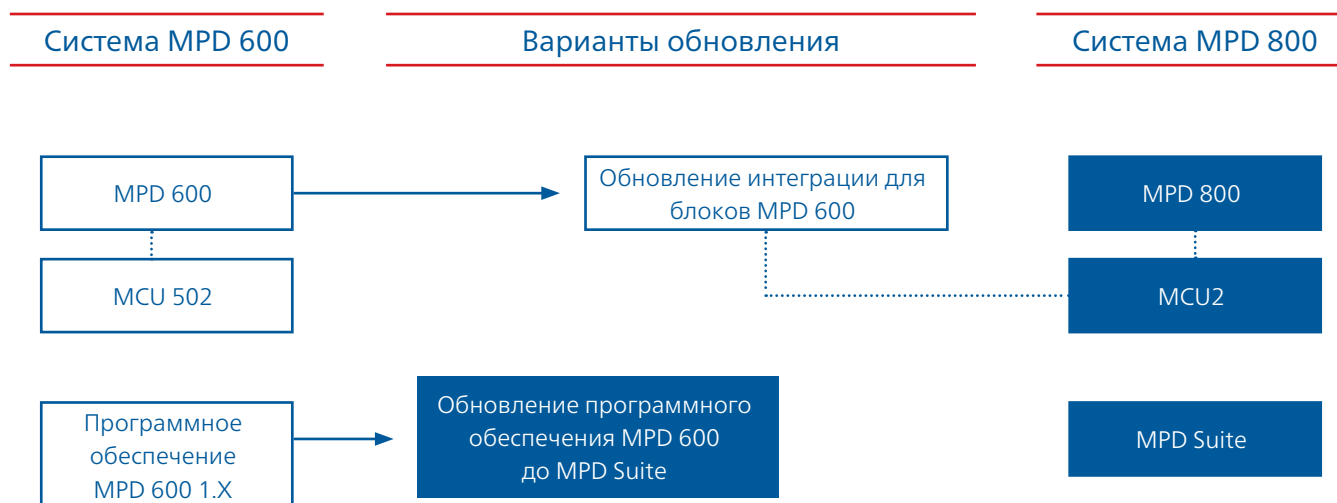 Система MPD 600
Варианты обновления
Система MPD 800
MPD 600
Обновление интеграции для
блоков MPD 600
MPD 800
MCU 502
MCU2
Программное
обеспечение
MPD 600 1.X
Обновление программного
обеспечения MPD 600
до MPD Suite
MPD Suite